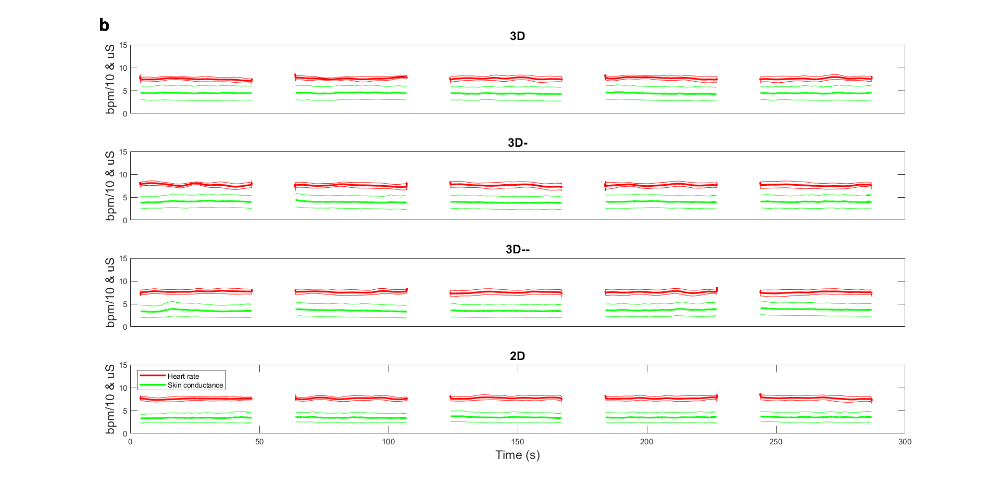 b
3D
bpm/10 & uS
15
10
5
0
3D-
bpm/10 & uS
15
10
5
0
3D--
bpm/10 & uS
15
10
5
0
2D
bpm/10 & uS
15
10
5
0
Heart rate
Skin conductance
0 50 100 150 200 250 300
Time (s)